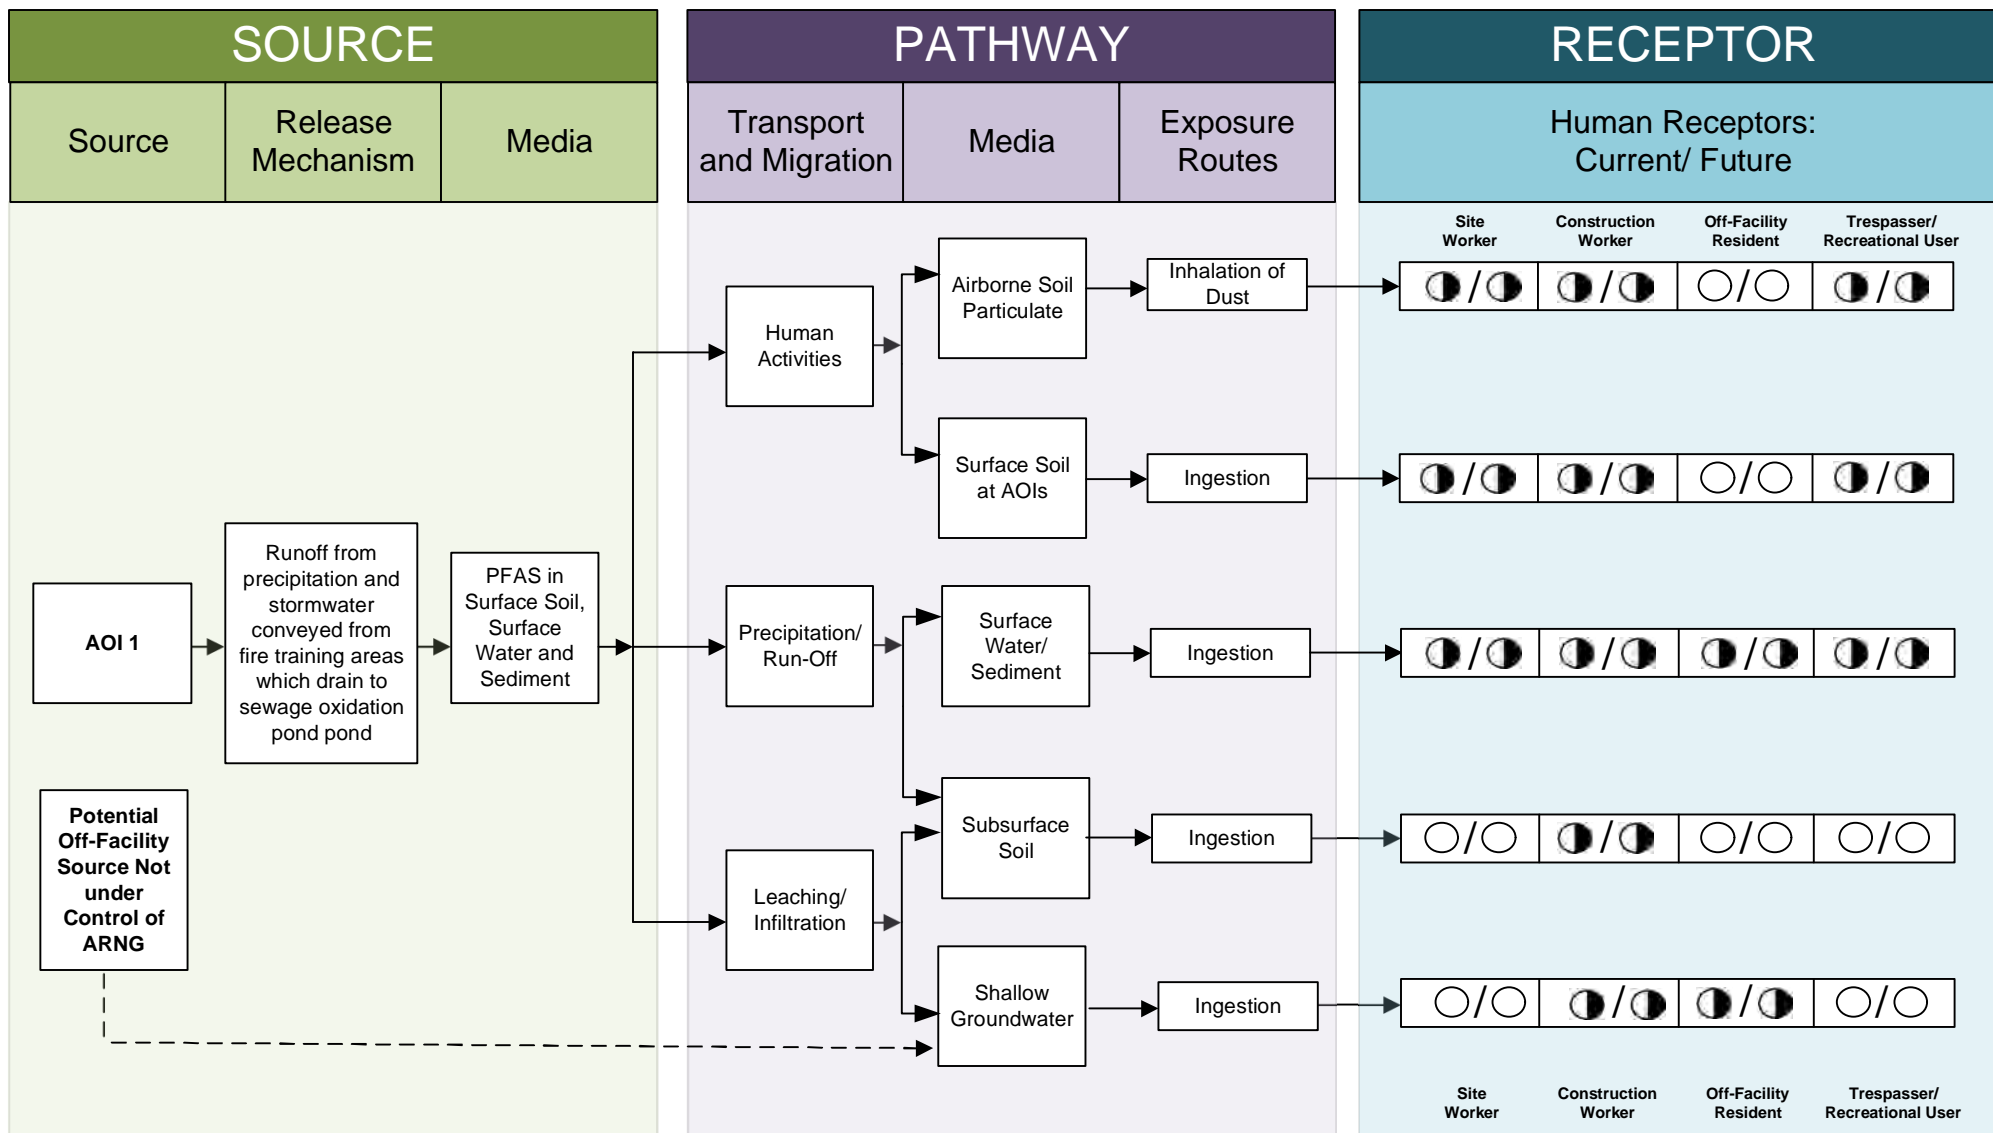 SOURCE
PATHWAY
RECEPTOR
Source
Release
Mechanism
Media
Transport
and Migration
Media
Exposure
Routes
Human Receptors:
Current/ Future
Site
Worker
Construction
Worker
Off-Facility
Resident
Trespasser/
Recreational User
Airborne Soil
Particulate
Inhalation of
Dust
/
/
/
/
Human
Activities
Surface Soil
at AOIs
Ingestion
/
/
/
/
AOI 1
Runoff from
precipitation and
stormwater
conveyed from
fire training areas
which drain to
sewage oxidation
pond pond
PFAS in
Surface Soil,
Surface
Water and
Sediment
Precipitation/
Run-Off
Surface
Water/
Sediment
Ingestion
/
/
/
/
Potential
Off-Facility
Source Not
under
Control of
ARNG
Subsurface
Soil
Ingestion
/
/
/
/
Leaching/
Infiltration
Shallow
Groundwater
Ingestion
/
/
/
/
Site
Worker
Construction
Worker
Off-Facility
Resident
Trespasser/
Recreational User